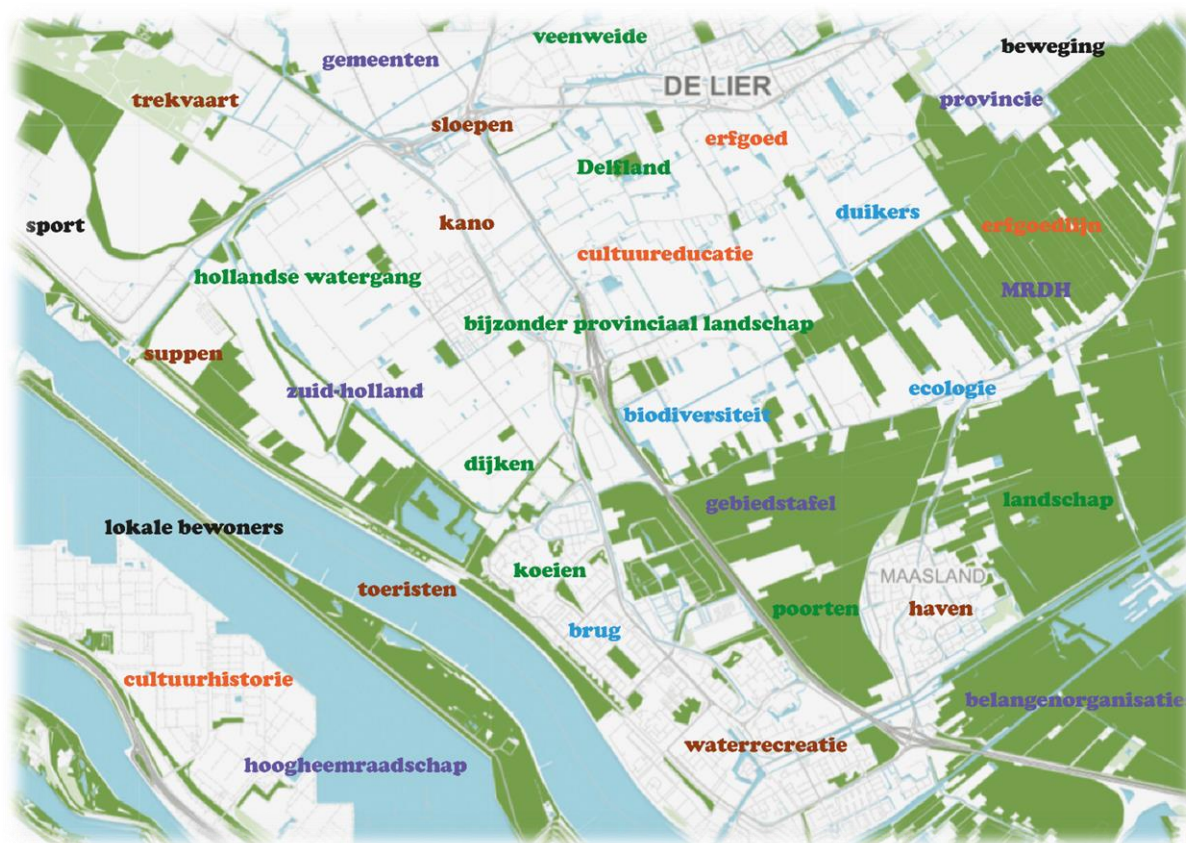 veenweide
beweging
gemeenten
DE LIER
provincie
trekvaart
sloepen
erfgoed
Delfland
duikers
sport
kano
erfgoedlijn
cultuureducatie
hollandse watergang
MRDH
bijzonder provinciaal landschap
suppen
zuid-holland
ecologie
biodiversiteit
dijken
gebiedstafel
landschap
lokale bewoners
koeien
MAASLAND
toeristen
poorten
haven
brug
cultuurhistorie
belangenorganisatie
waterrecreatie
hoogheemraadschap